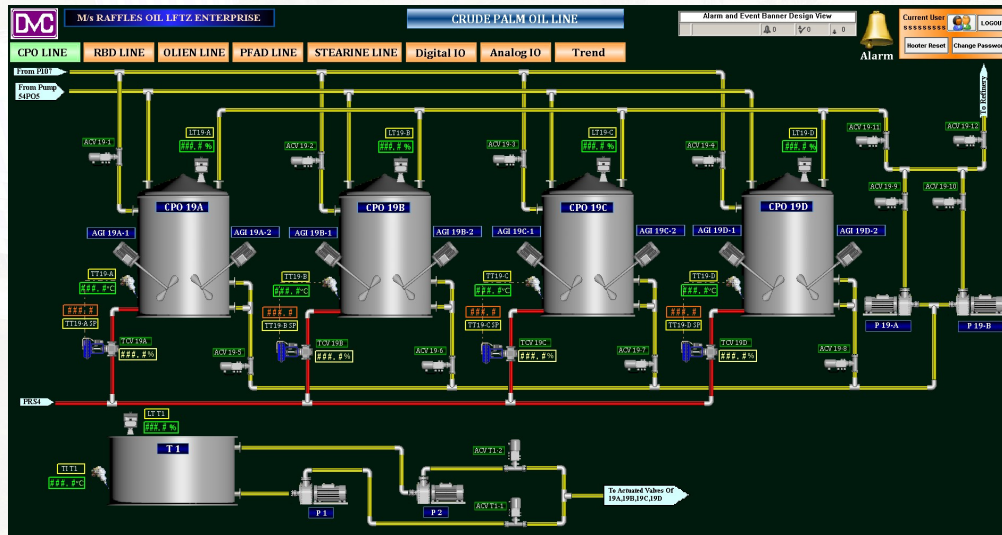 DVC
M/s RAFFLES OIL LFTZ ENTERPRISE
CRUDE PALM OIL LINE
Alarm and Event Banner Design View
0 0 0
Alarm
Current User
sssssssss
LOGOUT
Hooter Reset
Change Password
CPO LINE
RBD LINE
OLIEN LINE
PFAD LINE
STEARINE LINE
Digital IO
Analog IO
Trend
From P107
From Pump
54PO5
To Refinery
ACV 19-1
LT19-A
###.# %
ACV 19-2
LT19-B
###.# %
ACV 19-3
LT19-C
###.# %
ACV 19-4
LT19-D
###.# %
ACV 19-11
ACV 19-12
ACV 19-9
ACV 19-10
CPO 19A
CPO 19B
CPO 19C
CPO 19D
AGI 19A-1
AGI 19A-2
AGI 19B-1
AGI 19B-2
AGI 19C-1
AGI 19C-2
AGI 19D-1
AGI 19D-2
TT19-A
###.#°C
TT19-B
###.#°C
TT19-C
###.#°C
TT19-D
###.#°C
###.#
TT19-A SP
###.#
TT19-B SP
###.#
TT19-C SP
###.#
TT19-D SP
P 19-A
P 19-B
TCV 19A
###.#%
TCV 19B
###.#%
TCV 19C
###.#%
TCV 19D
###.#%
ACV 19-5
ACV 19-6
ACV 19-7
ACV 19-8
PRS4
LT T1
###.# %
T 1
TI T1
###.#°C
P 1
P 2
ACV T1-2
ACV T1-1
To Actuated Valves Of
19A,19B,19C,19D